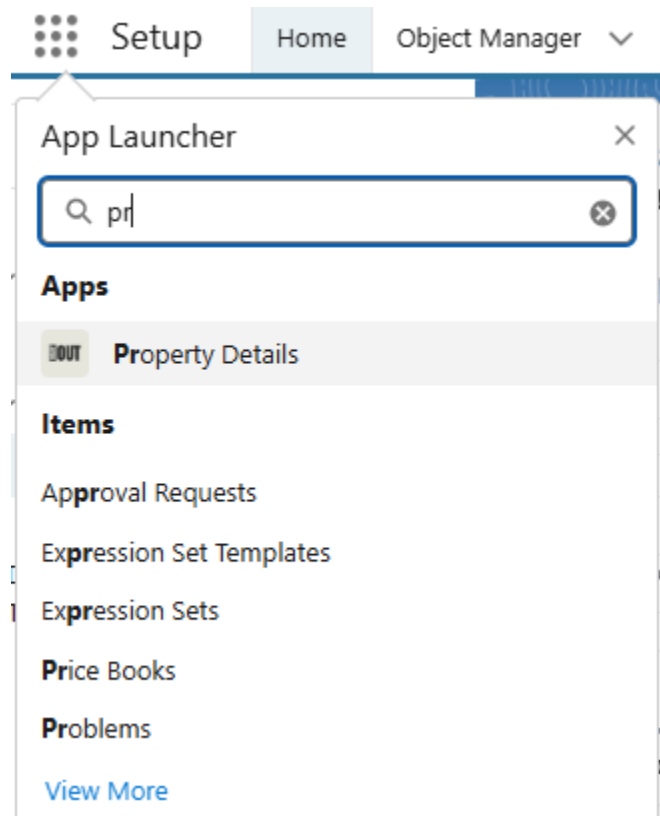 Setup Home Object Manager
App Launcher
pr
Apps
Property Details
Items
Approval Requests
Expression Set Templates
Expression Sets
Price Books
Problems
View More